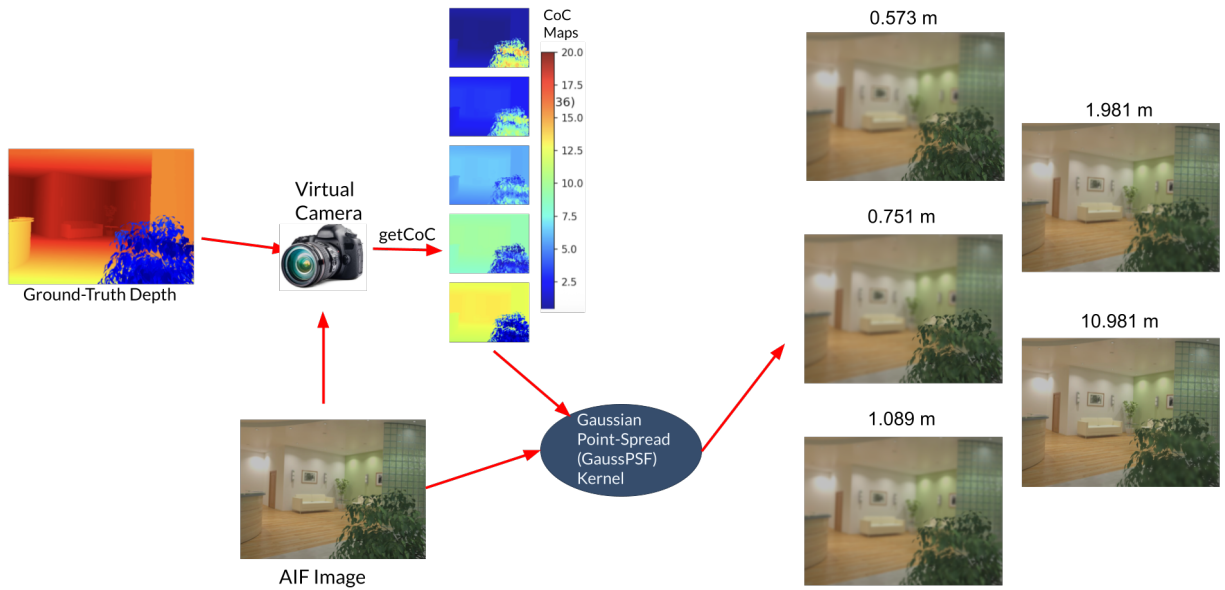 CoC
Maps
20.0
17.5
36)
15.0
12.5
10.0
7.5
5.0
2.5
Ground-Truth Depth
Virtual
Camera
getCoC
AIF Image
Gaussian
Point-Spread
(GaussPSF)
Kernel
0.573 m
1.981 m
0.751 m
10.981 m
1.089 m